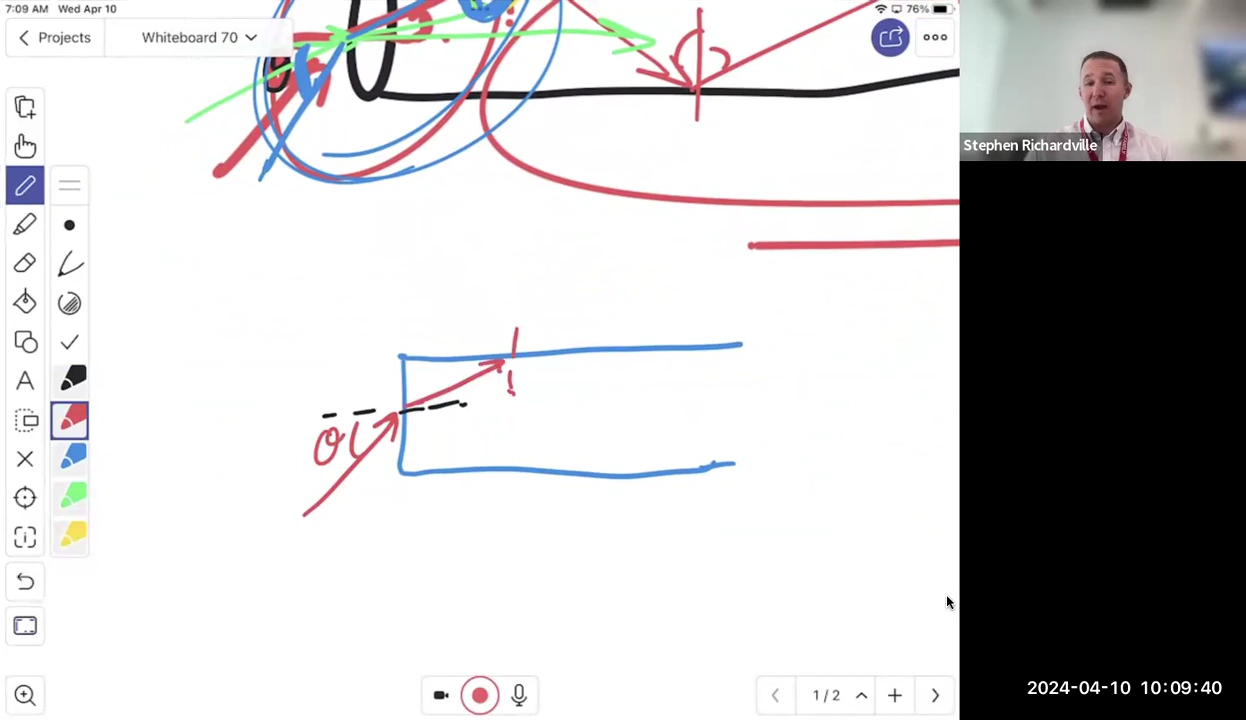 7:09 AM Wed Apr 10
76%
Projects
Whiteboard 70
Stephen Richardville
A
1/2
2024-04-10 10:09:40